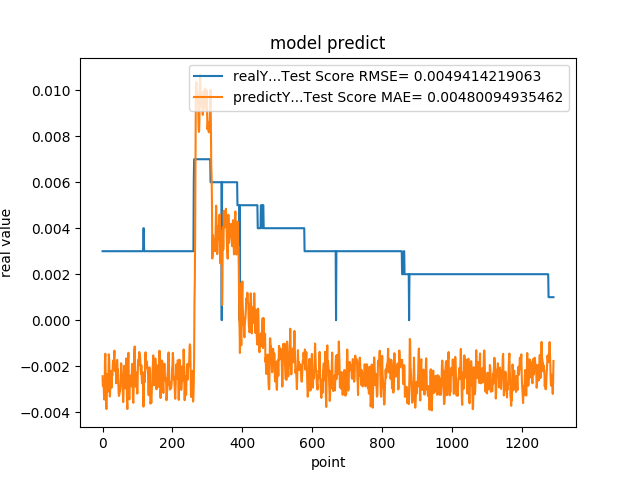 model predict
realY...Test Score RMSE= 0.0049414219063
predictY...Test Score MAE= 0.00480094935462
real value
0.010
0.008
0.006
0.004
0.002
0.000
−0.002
−0.004
0 200 400 600 800 1000 1200
point